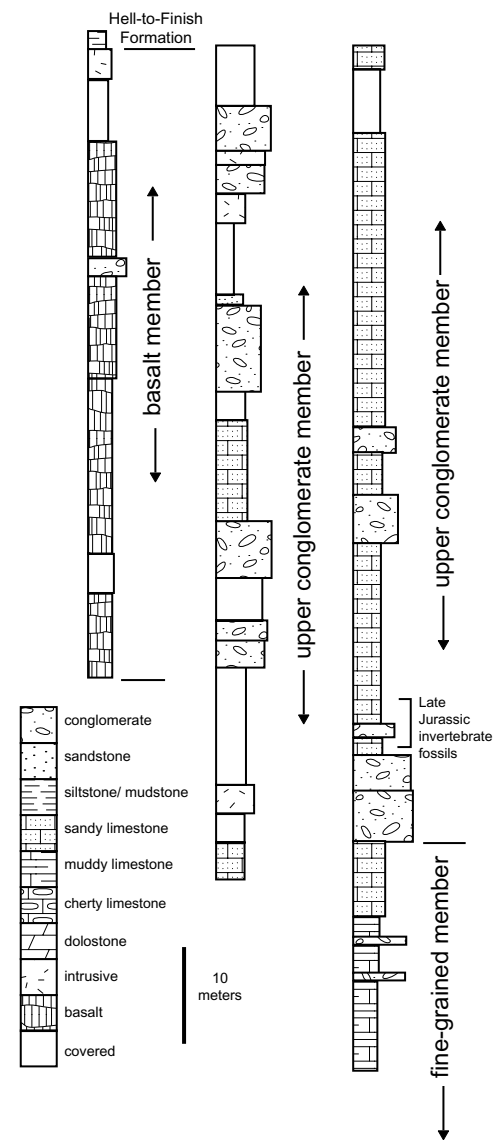 Hell-to-Finish
Formation
basalt member
upper conglomerate member
upper conglomerate member
Late
Jurassic
invertebrate
fossils
fine-grained member
conglomerate
sandstone
siltstone/ mudstone
sandy limestone
muddy limestone
cherty limestone
dolostone
intrusive
basalt
covered
10
meters